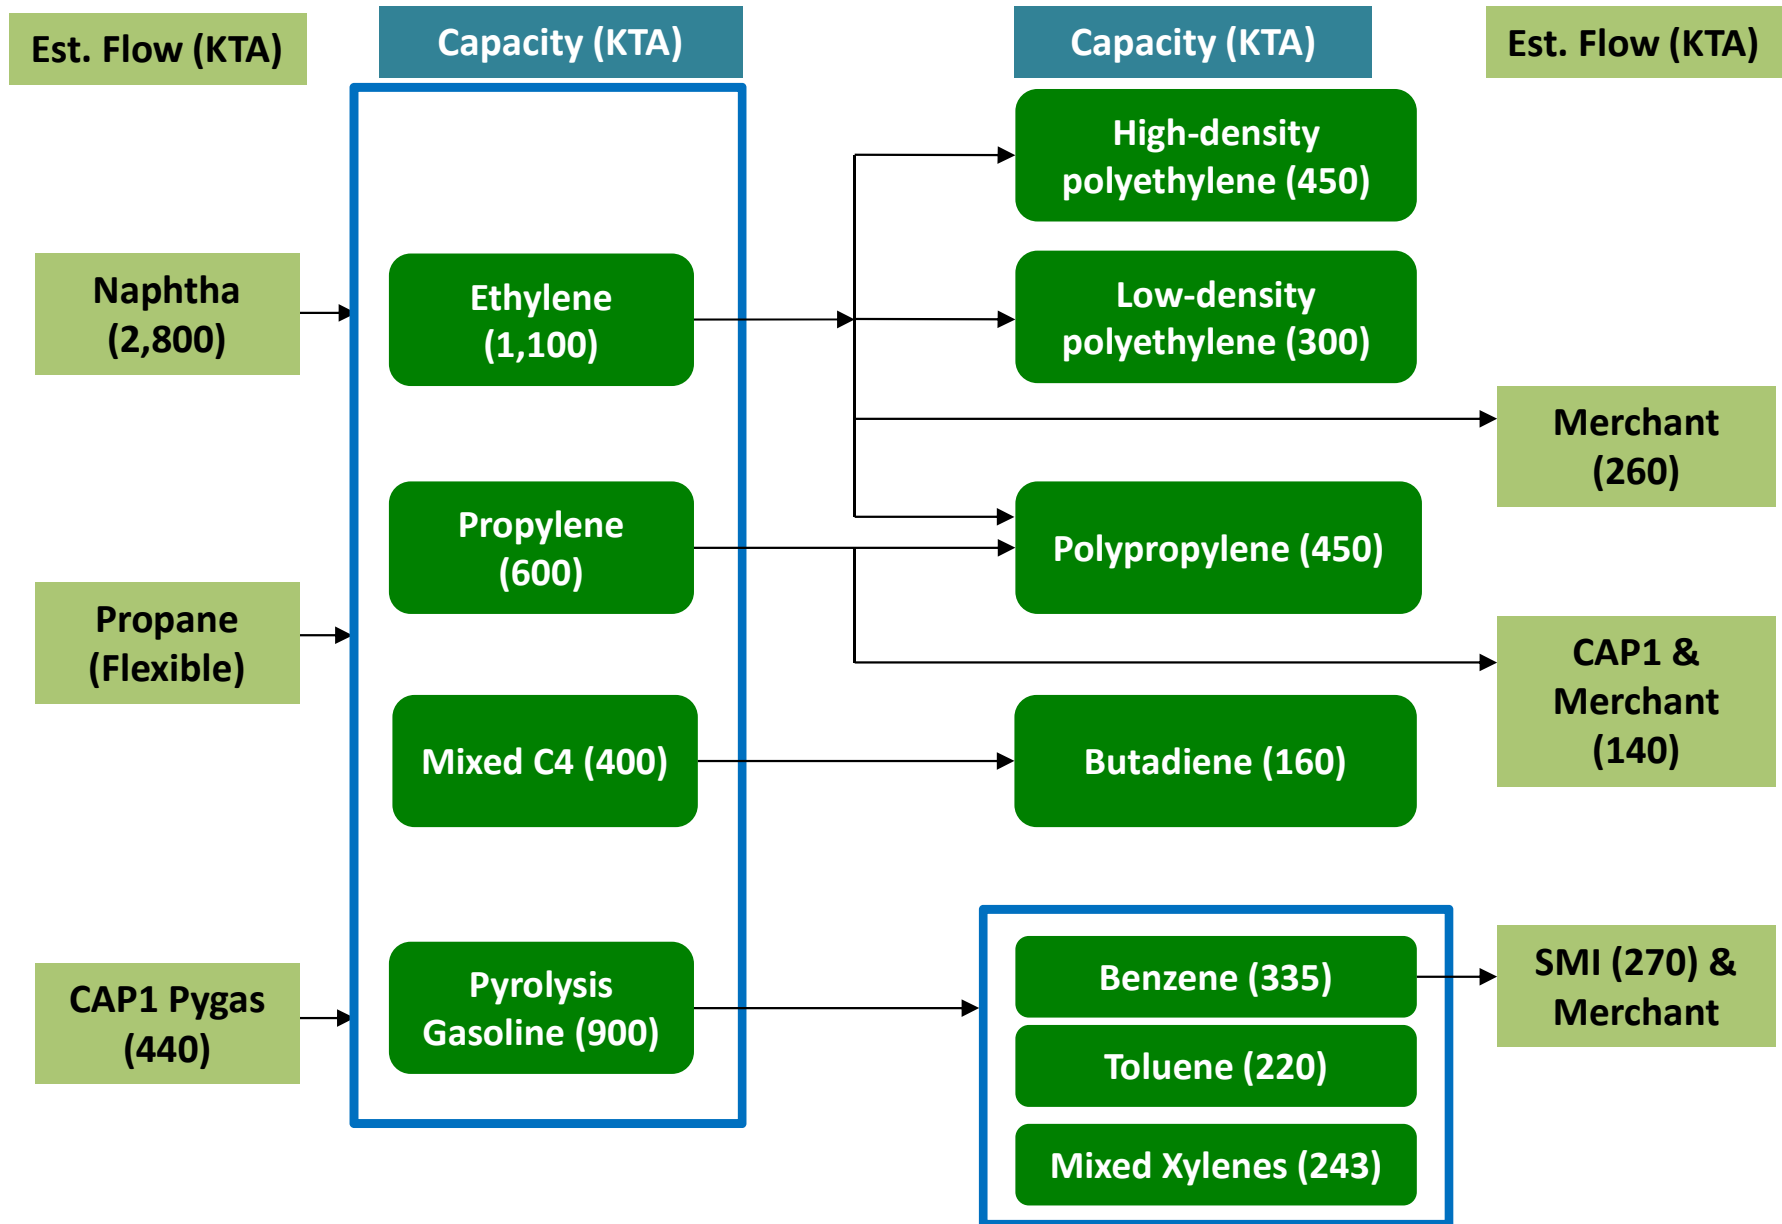 Est. Flow (KTA)
Capacity (KTA)
Capacity (KTA)
Est. Flow (KTA)
Naphtha
(2,800)
Propane
(Flexible)
CAP1 Pygas
(440)
Ethylene
(1,100)
Propylene
(600)
Mixed C4 (400)
Pyrolysis
Gasoline (900)
High-density
polyethylene (450)
Low-density
polyethylene (300)
Polypropylene (450)
Butadiene (160)
Benzene (335)
Toluene (220)
Mixed Xylenes (243)
Merchant
(260)
CAP1 &
Merchant
(140)
SMI (270) &
Merchant